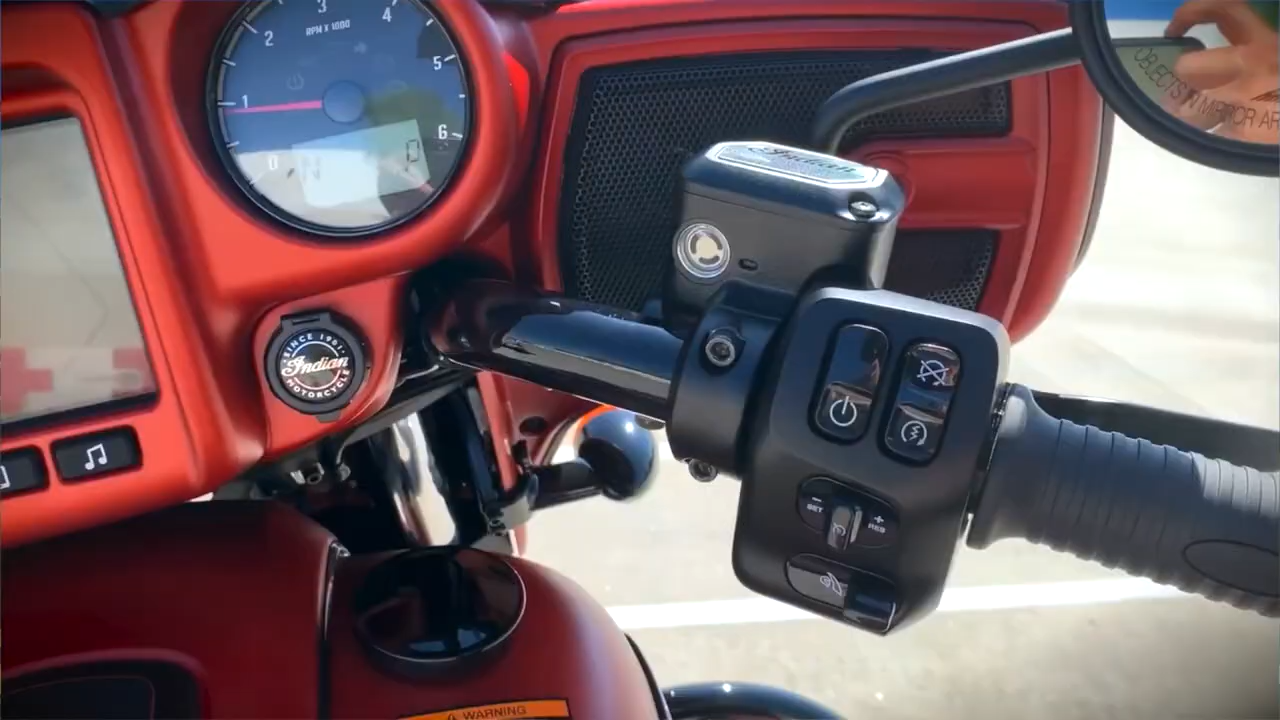 3
4
2
RPM X 1000
5
1
6
0
N
0
OBJECTS IN MIRROR AR
Indian
SINCE 1901
Indian
MOTORCYCLE
SET
RES
WARNING